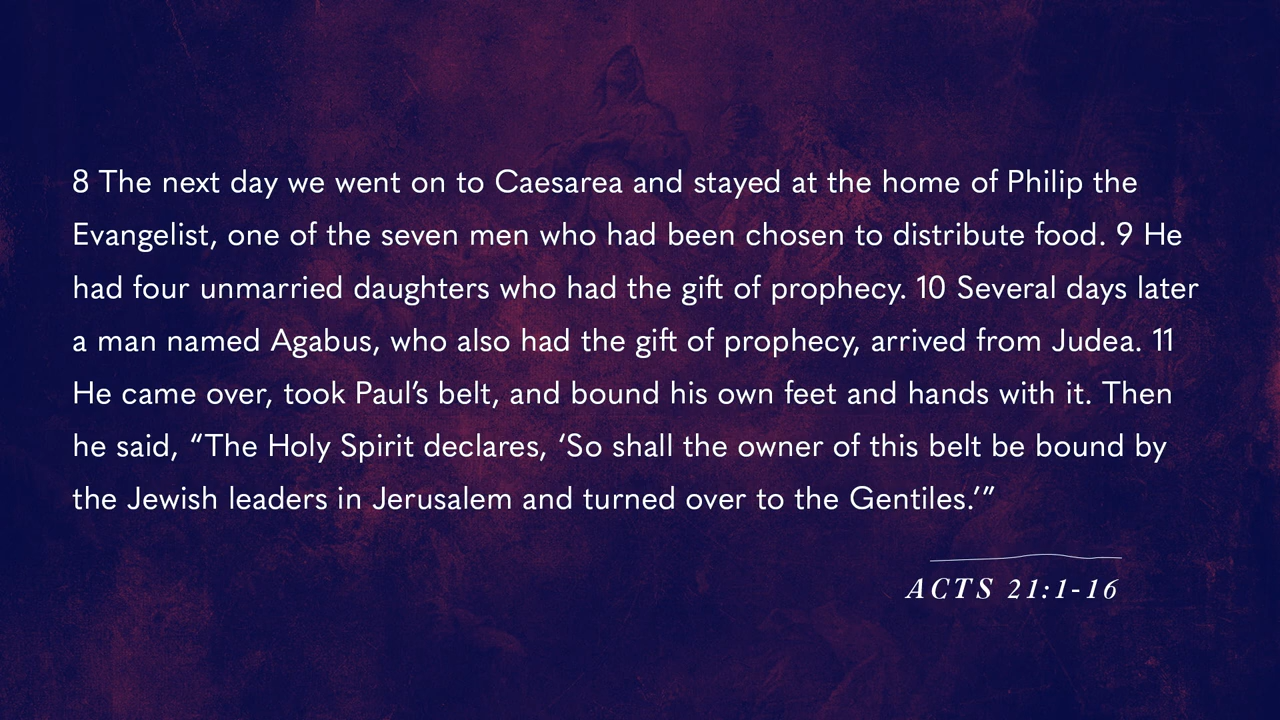 8 The next day we went on to Caesarea and stayed at the home of Philip the
Evangelist, one of the seven men who had been chosen to distribute food. 9 He
had four unmarried daughters who had the gift of prophecy. 10 Several days later
a man named Agabus, who also had the gift of prophecy, arrived from Judea. 11
He came over, took Paul’s belt, and bound his own feet and hands with it. Then
he said, “The Holy Spirit declares, ‘So shall the owner of this belt be bound by
the Jewish leaders in Jerusalem and turned over to the Gentiles.’”
ACTS 21:1-16